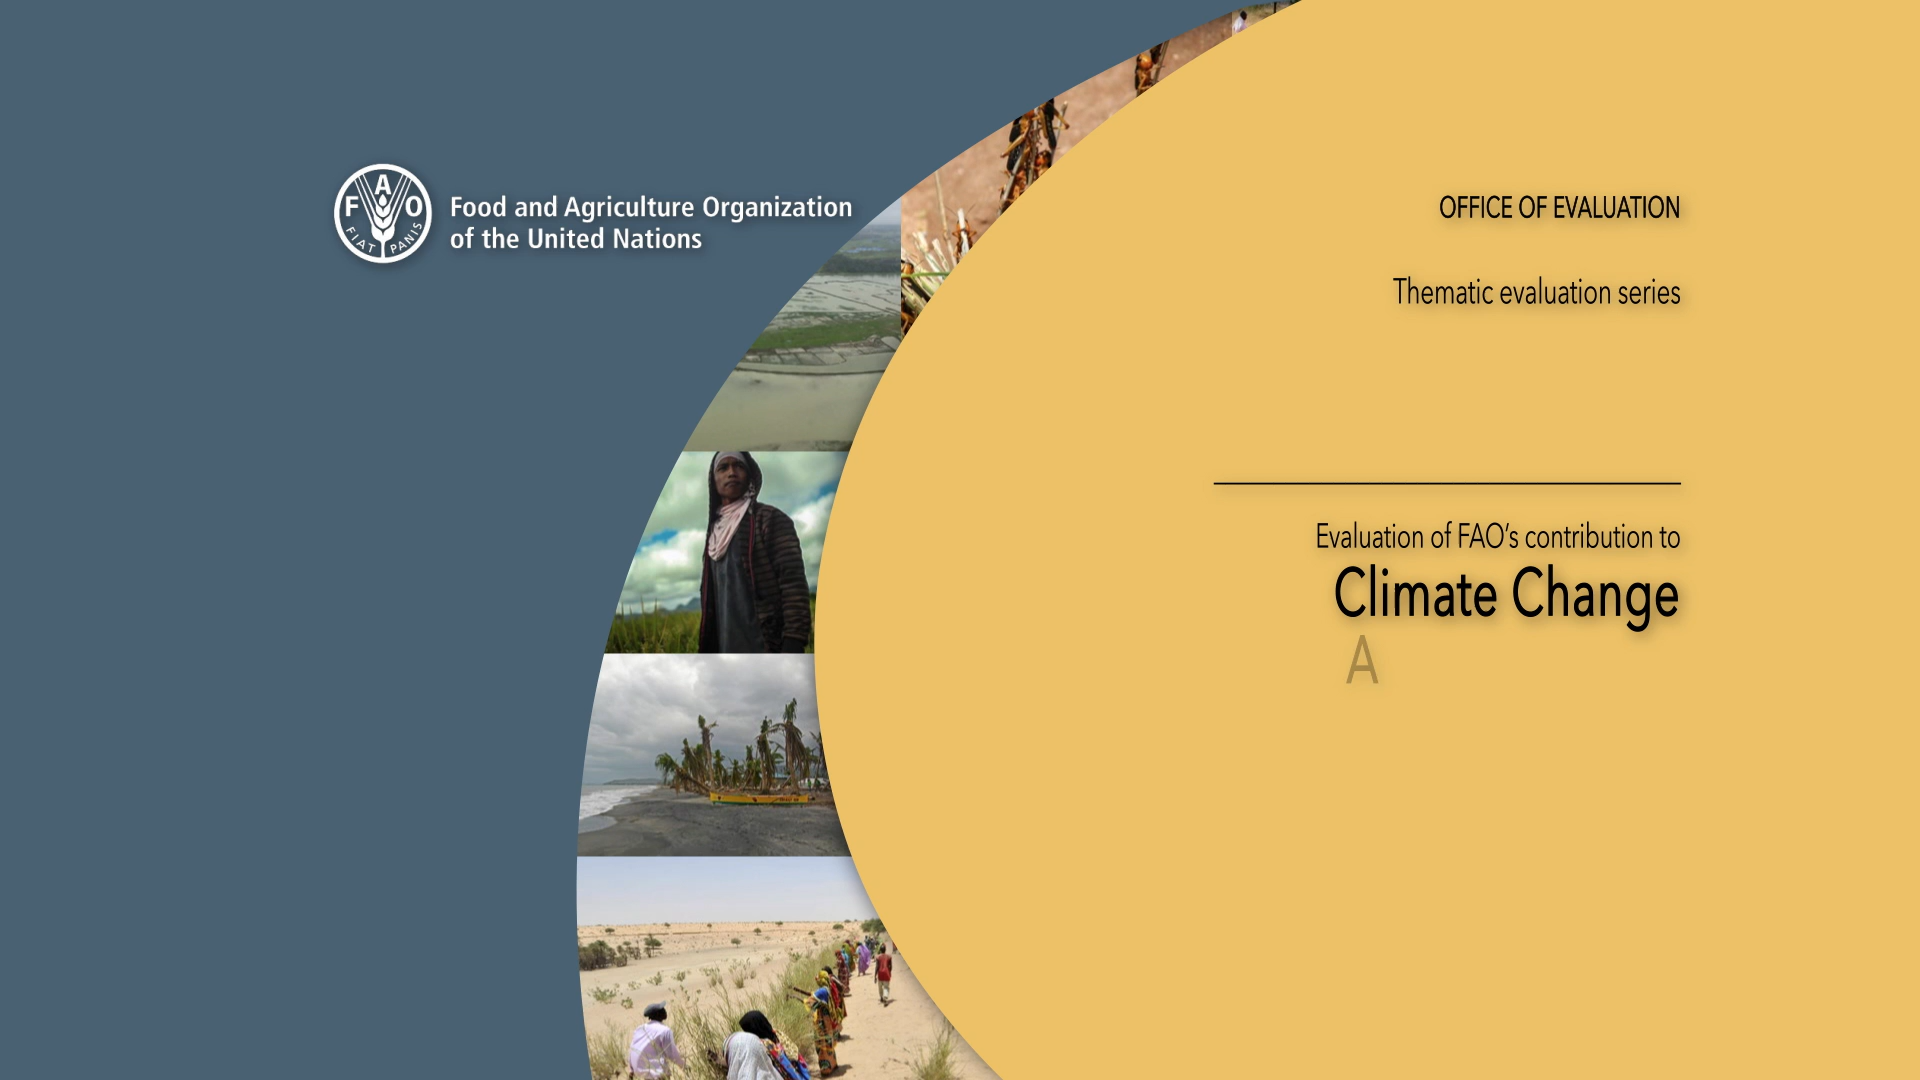 FAO
FIAT PANIS
Food and Agriculture Organization
of the United Nations
OFFICE OF EVALUATION
Thematic evaluation series
Evaluation of FAO’s contribution to
Climate Change
A